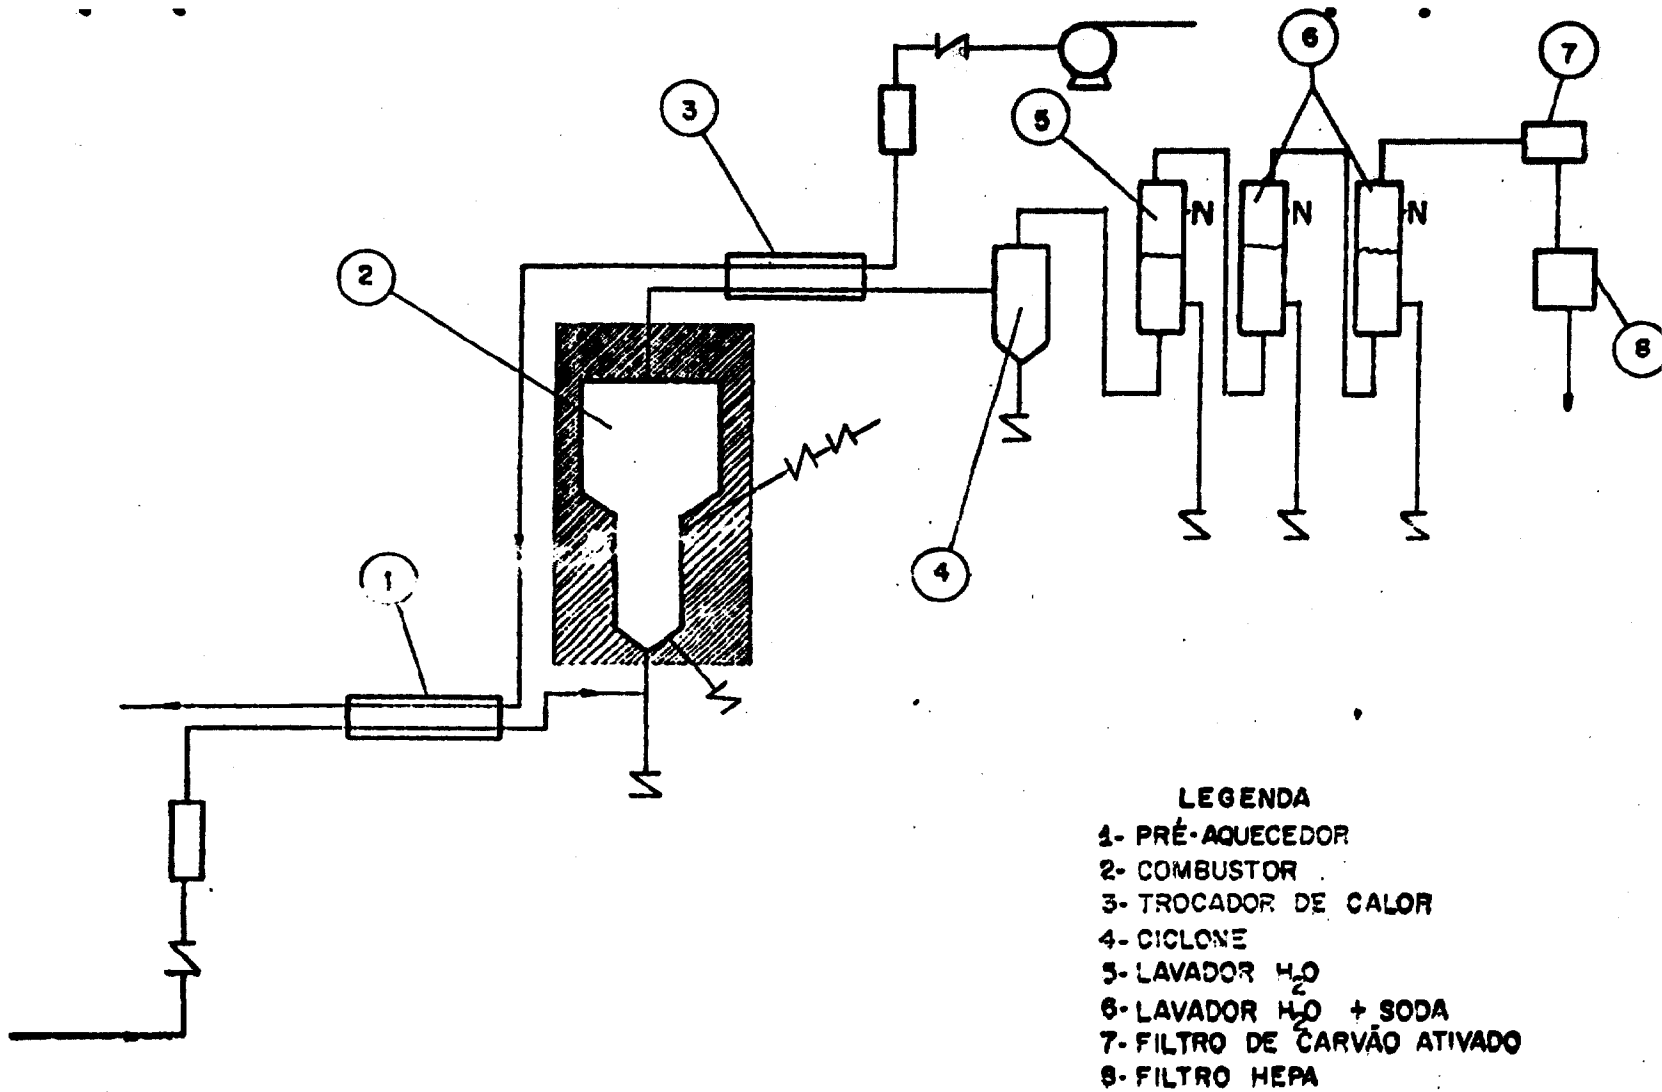 6
7
3
5
2
N
N
N
8
4
1
LEGENDA
1- PRÉ-AQUECEDOR
2- COMBUSTOR
3- TROCADOR DE CALOR
4- CICLONE
5- LAVADOR H₂O
6- LAVADOR H₂O + SODA
7- FILTRO DE CARVÃO ATIVADO
8- FILTRO HEPA